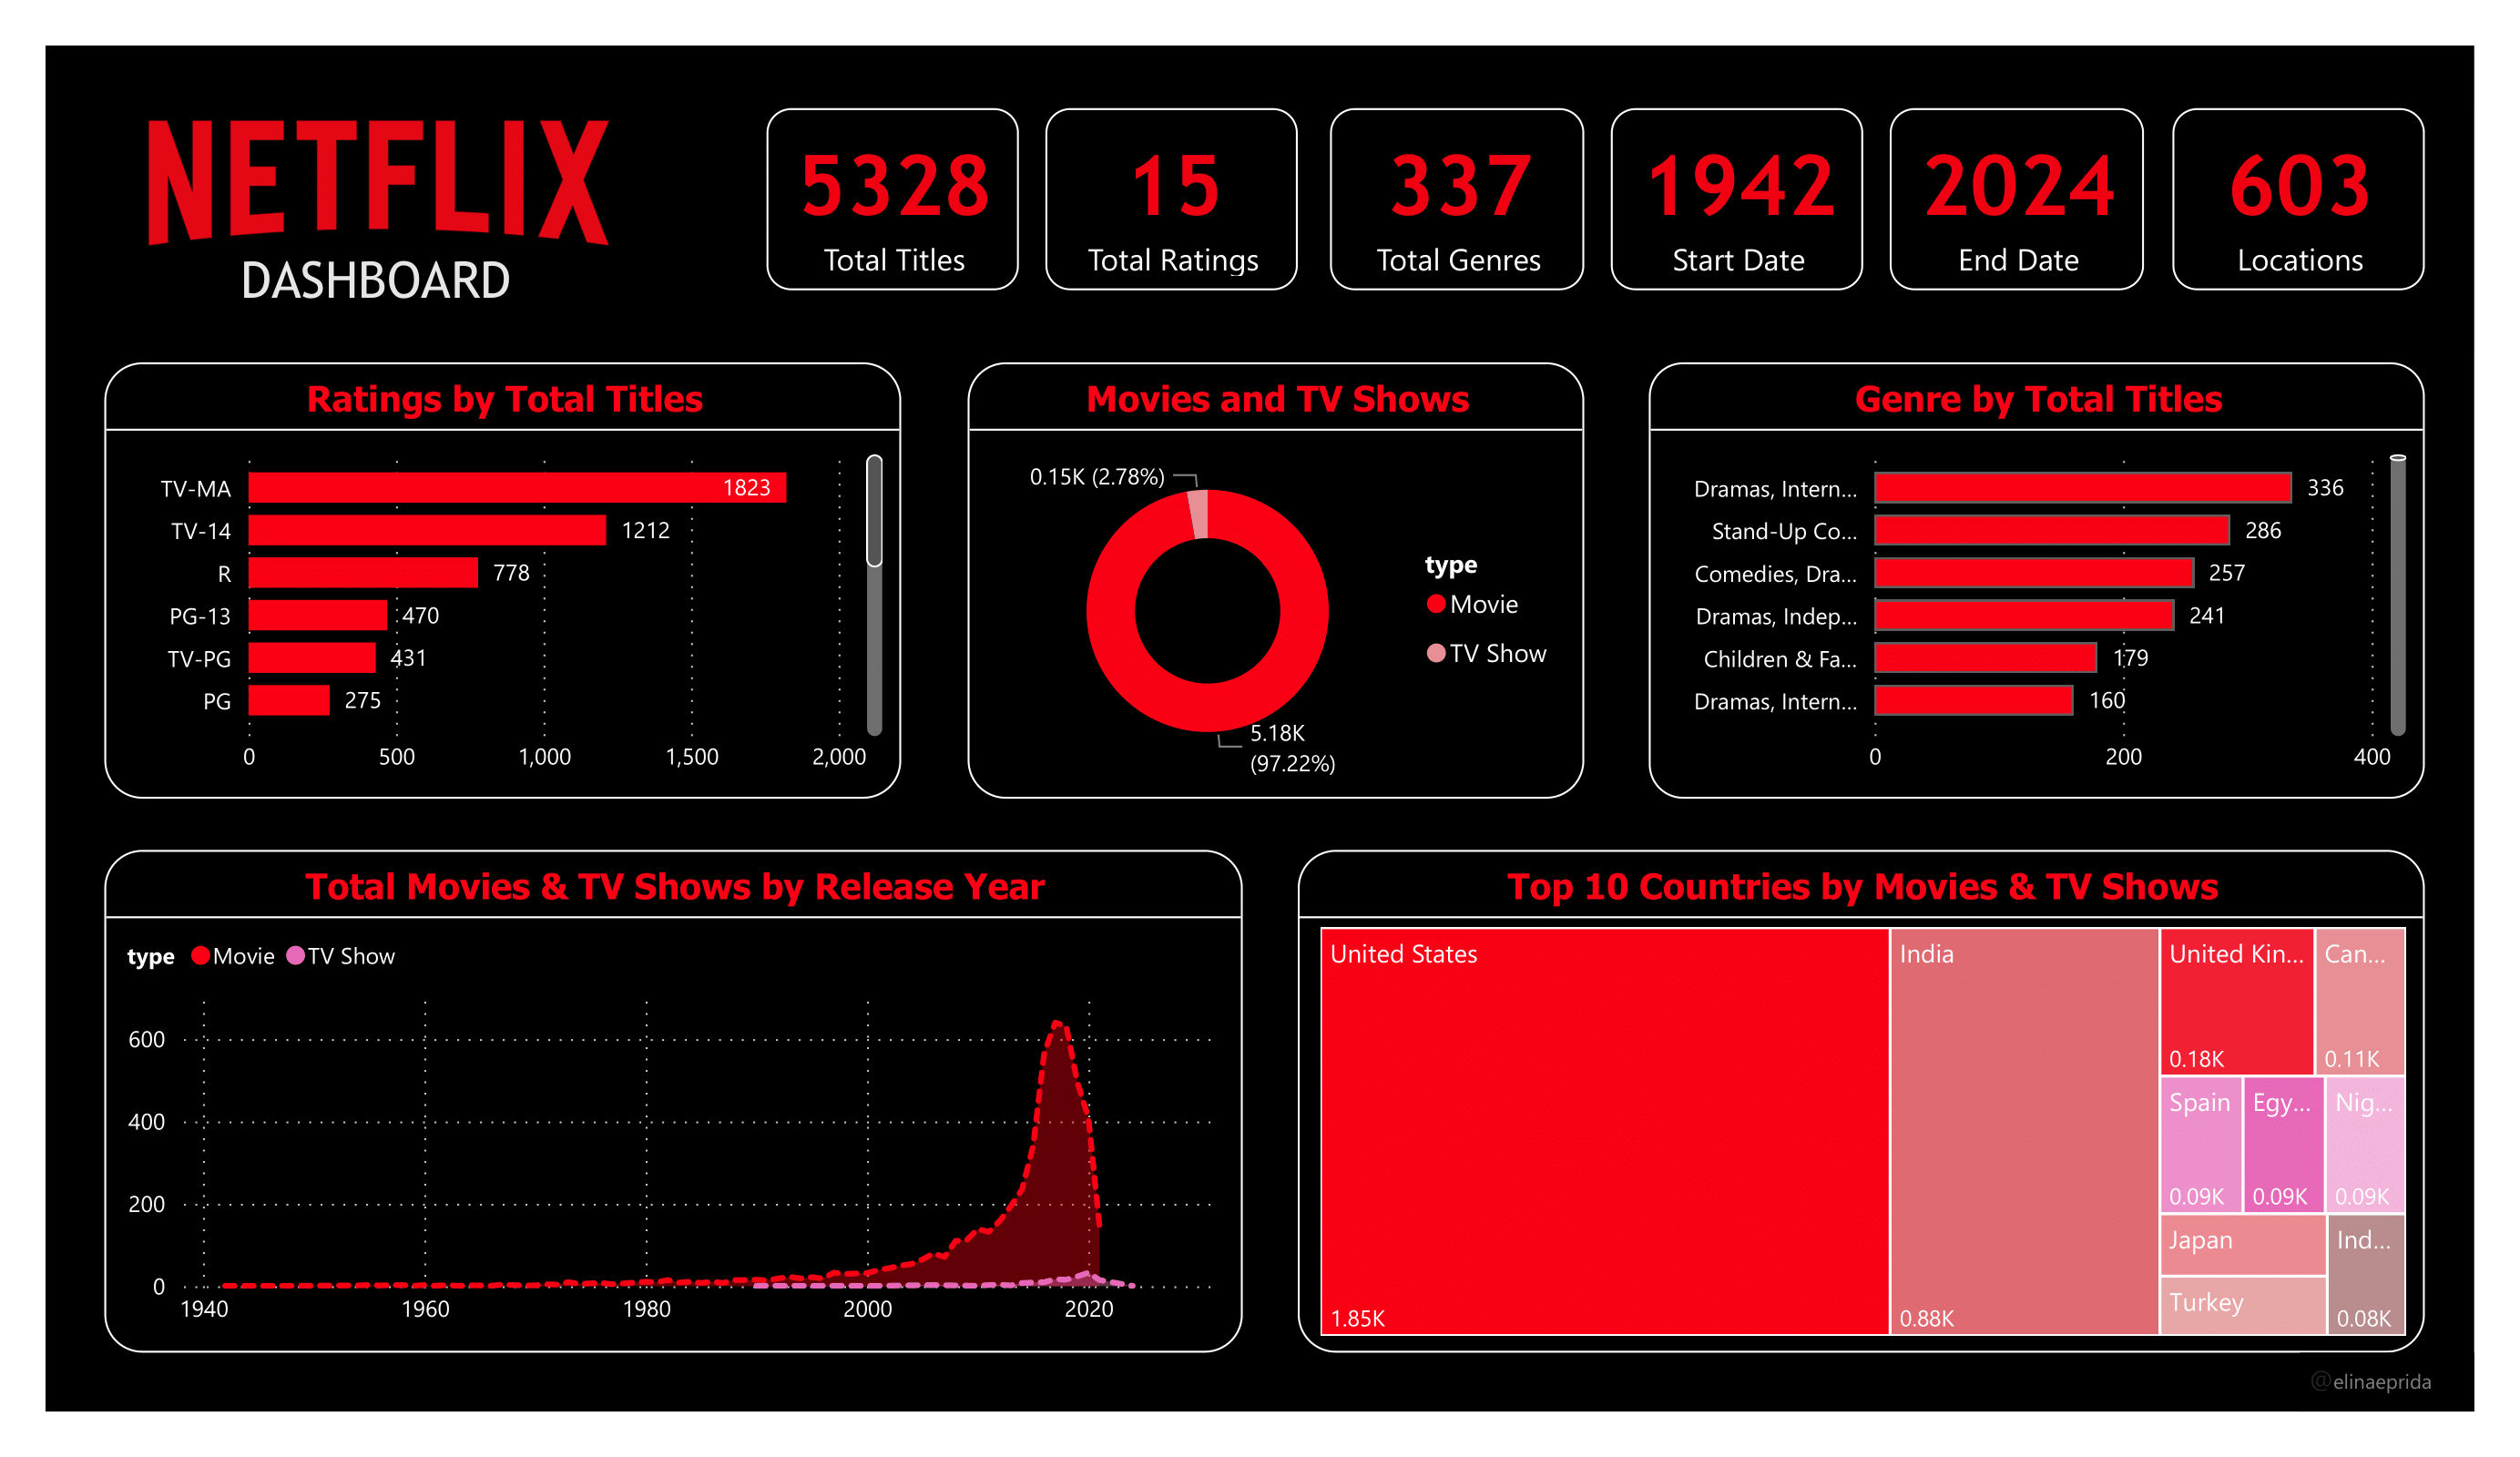 NETFLIX
DASHBOARD
5328
Total Titles
15
Total Ratings
337
Total Genres
1942
Start Date
2024
End Date
603
Locations
Ratings by Total Titles
TV-MA 1823
TV-14 1212
R 778
PG-13 470
TV-PG 431
PG 275
0 500 1,000 1,500 2,000
Movies and TV Shows
0.15K (2.78%)
5.18K
(97.22%)
type
Movie
TV Show
Genre by Total Titles
Dramas, Intern... 336
Stand-Up Co... 286
Comedies, Dra... 257
Dramas, Indep... 241
Children & Fa... 179
Dramas, Intern... 160
0 200 400
Total Movies & TV Shows by Release Year
type Movie TV Show
600
400
200
0
1940 1960 1980 2000 2020
Top 10 Countries by Movies & TV Shows
United States
1.85K
India
0.88K
United Kin...
0.18K
Can...
0.11K
Spain
0.09K
Egy...
0.09K
Nig...
0.09K
Japan
Turkey
Ind...
0.08K
@elinaeprida